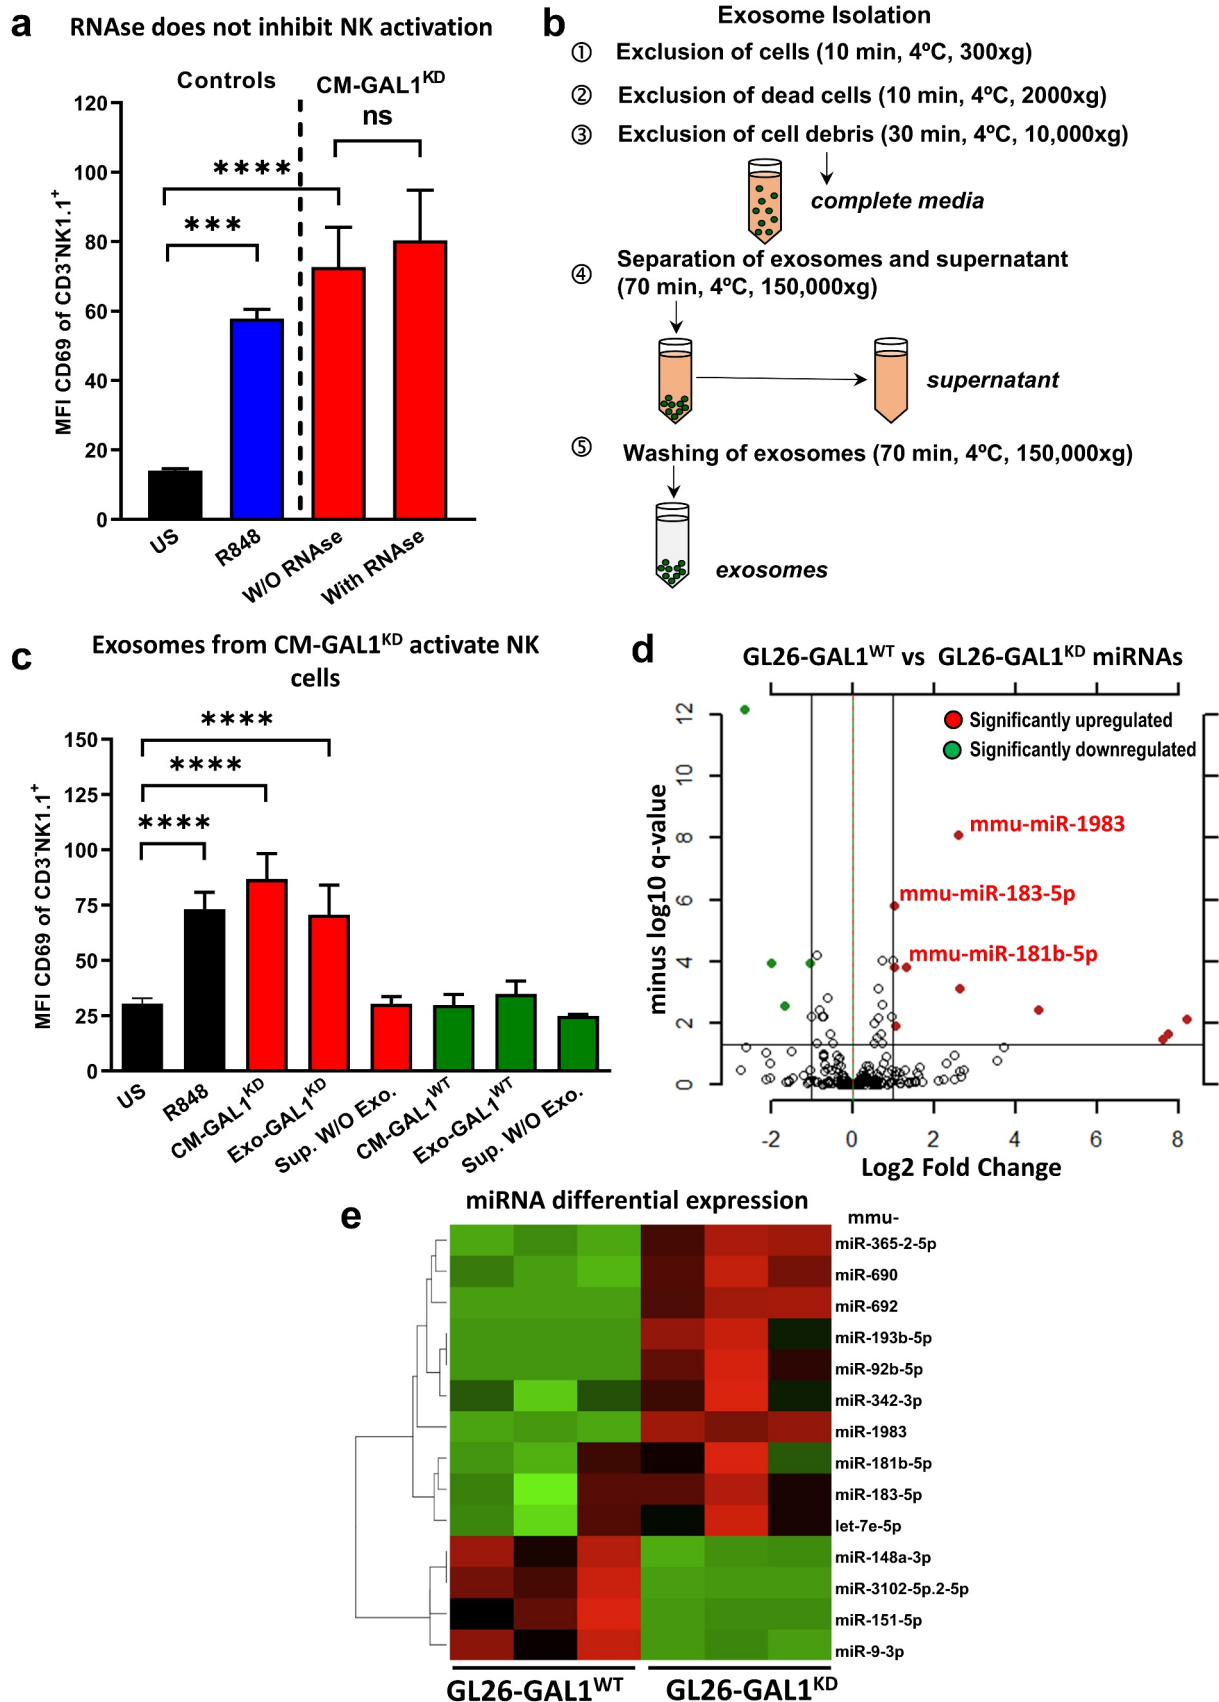 a
RNAse does not inhibit NK activation
Controls
CM-GAL1KD
ns
****
***
MFI CD69 of CD3-NK1.1+
120
100
80
60
40
20
0
US
R848
W/O RNAse
With RNAse
b
Exosome Isolation
① Exclusion of cells (10 min, 4ºC, 300xg)
② Exclusion of dead cells (10 min, 4ºC, 2000xg)
③ Exclusion of cell debris (30 min, 4ºC, 10,000xg)
complete media
④ Separation of exosomes and supernatant
(70 min, 4ºC, 150,000xg)
supernatant
⑤ Washing of exosomes (70 min, 4ºC, 150,000xg)
exosomes
c
Exosomes from CM-GAL1KD activate NK
cells
****
****
****
MFI CD69 of CD3-NK1.1+
150
125
100
75
50
25
0
US
R848
CM-GAL1KD
Exo-GAL1KD
Sup. W/O Exo.
CM-GAL1WT
Exo-GAL1WT
Sup. W/O Exo.
d
GL26-GAL1WT vs GL26-GAL1KD miRNAs
Significantly upregulated
Significantly downregulated
mmu-miR-1983
mmu-miR-183-5p
mmu-miR-181b-5p
minus log10 q-value
12
10
8
6
4
2
0
-2 0 2 4 6 8
Log2 Fold Change
e
miRNA differential expression
mmu-
miR-365-2-5p
miR-690
miR-692
miR-193b-5p
miR-92b-5p
miR-342-3p
miR-1983
miR-181b-5p
miR-183-5p
let-7e-5p
miR-148a-3p
miR-3102-5p.2-5p
miR-151-5p
miR-9-3p
GL26-GAL1WT
GL26-GAL1KD